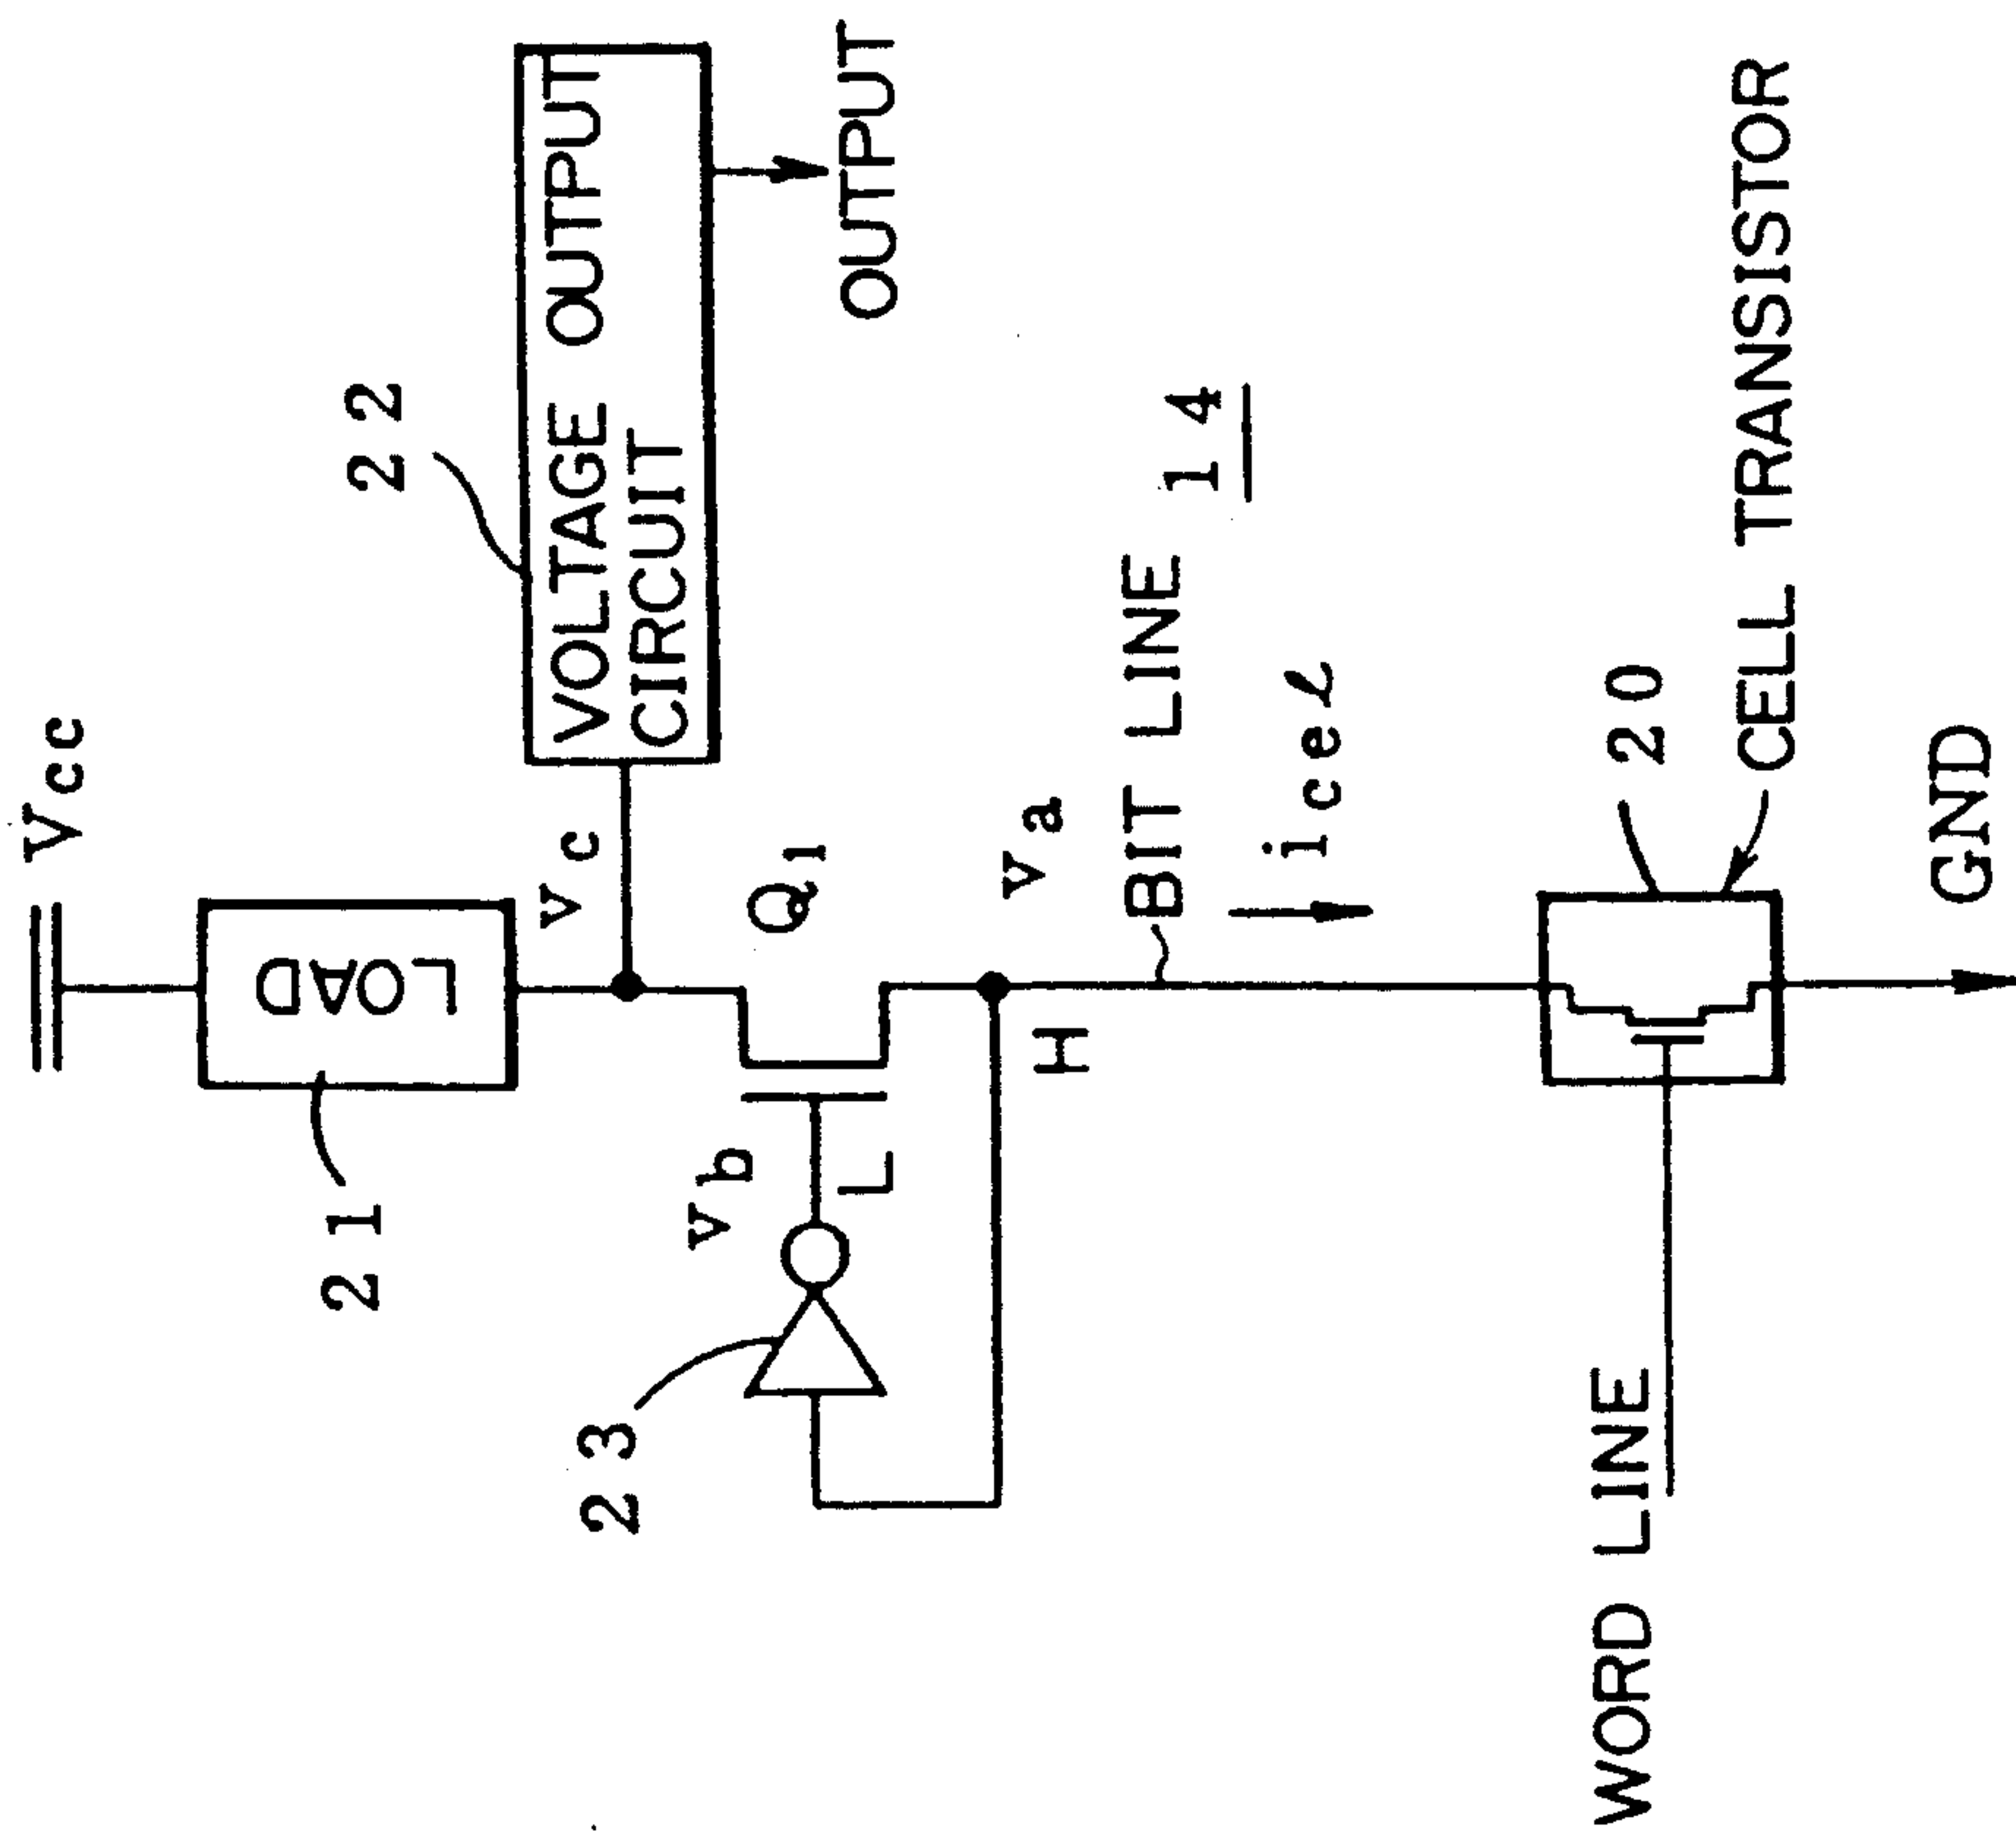 Vcc
21
LOAD
vc
22
VOLTAGE OUTPUT
CIRCUIT
OUTPUT
Q1
23
vb
L
va
H
BIT LINE
14
icel
WORD LINE
20
CELL TRANSISTOR
GND